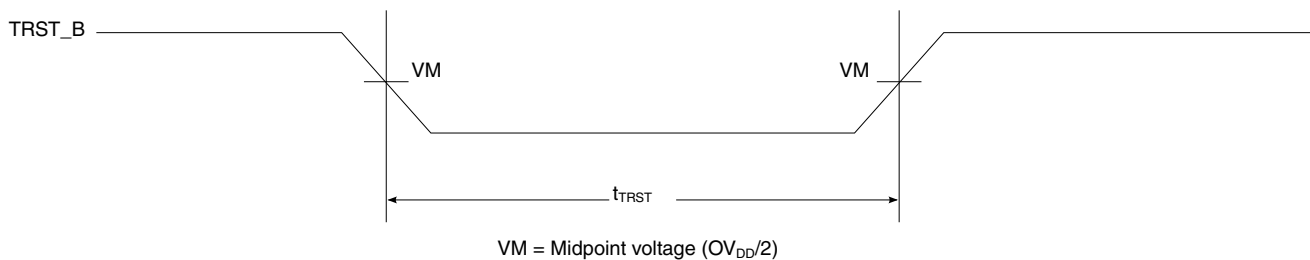 TRST_B
VM
VM
tTRST
VM = Midpoint voltage (OVDD/2)